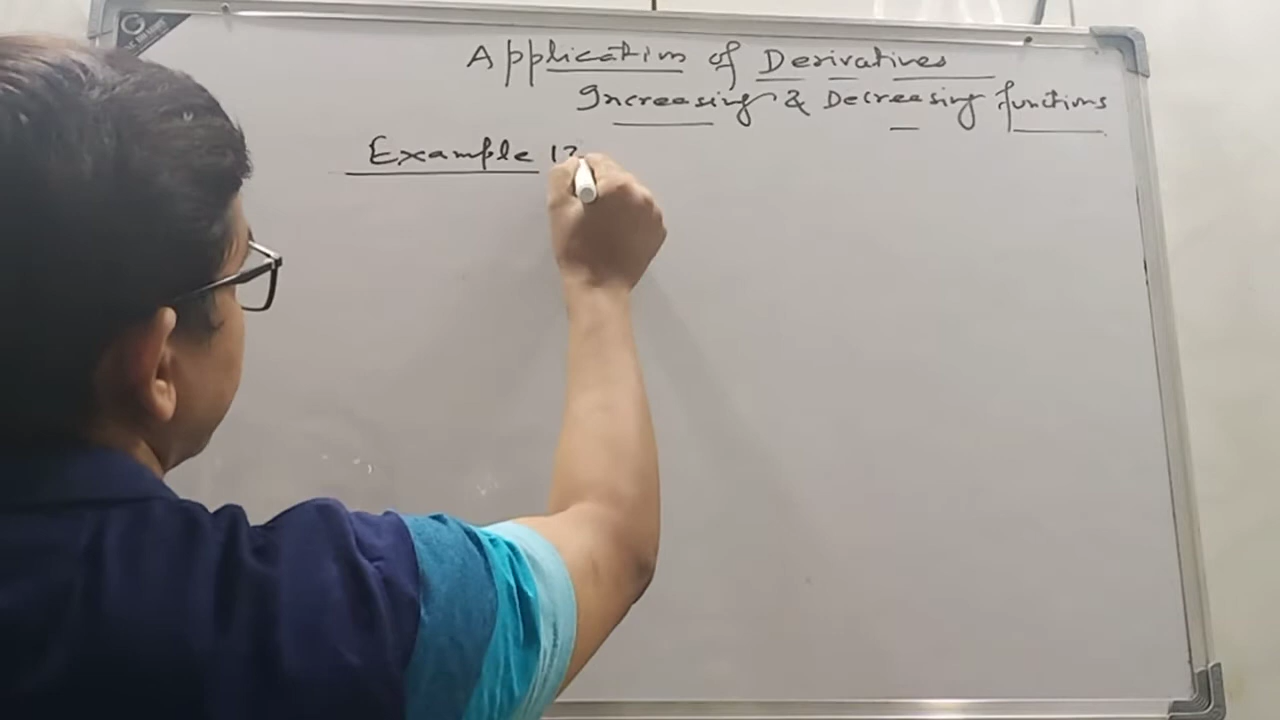 Application of Derivatives
Increasing & Decreasing functions
Example